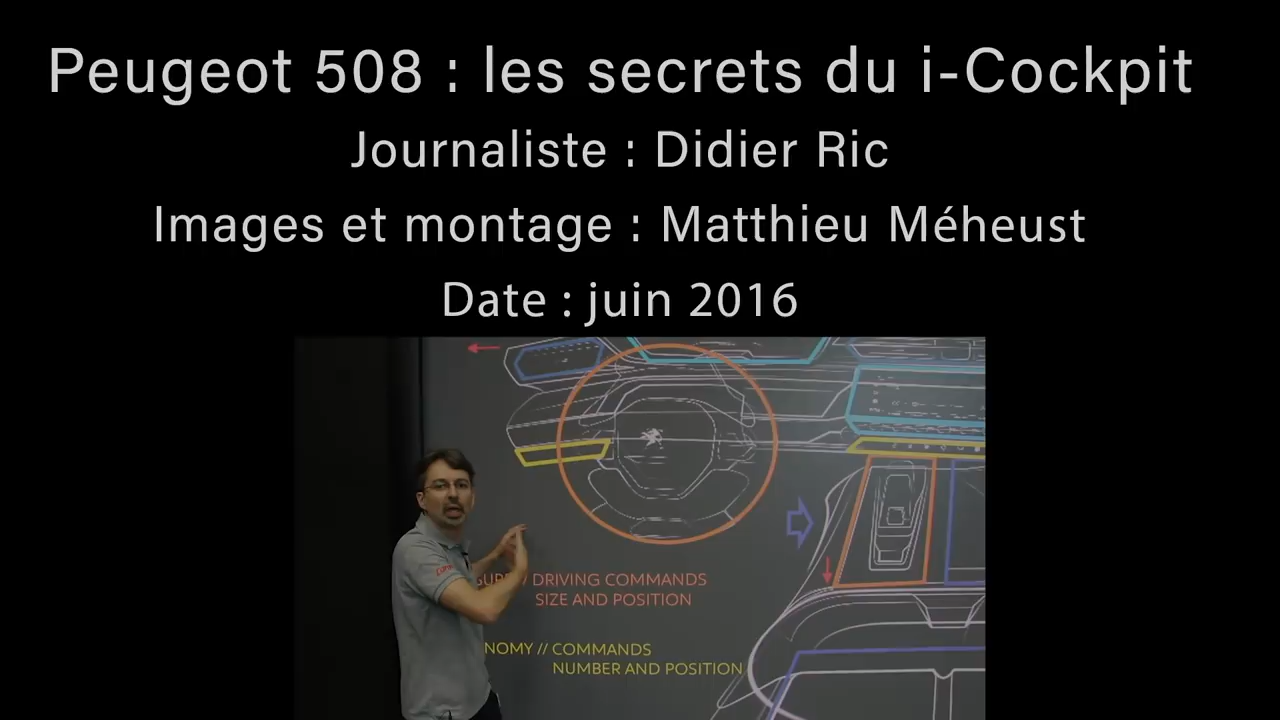 Peugeot 508 : les secrets du i-Cockpit
Journaliste : Didier Ric
Images et montage : Matthieu Méheust
Date : juin 2016
// DRIVING COMMANDS
SIZE AND POSITION
// COMMANDS
NUMBER AND POSITION